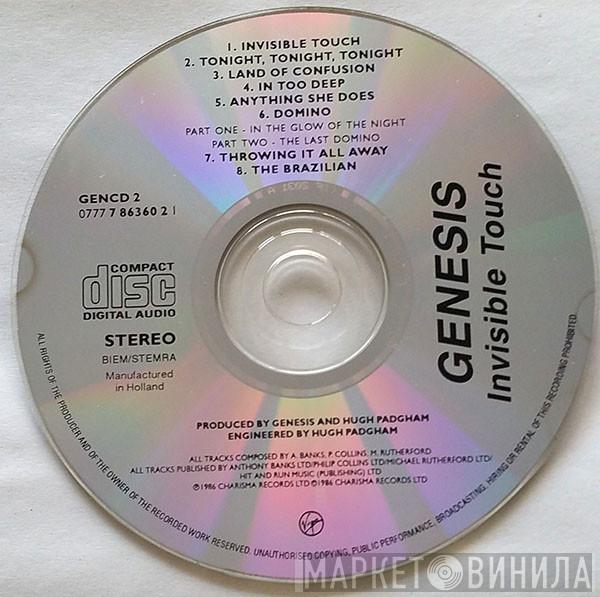 1. INVISIBLE TOUCH
2. TONIGHT, TONIGHT, TONIGHT
3. LAND OF CONFUSION
4. IN TOO DEEP
5. ANYTHING SHE DOES
6. DOMINO
PART ONE - IN THE GLOW OF THE NIGHT
PART TWO - THE LAST DOMINO
7. THROWING IT ALL AWAY
8. THE BRAZILIAN
GENCD 2
0777 7 86360 2 1
COMPACT
disc
DIGITAL AUDIO
STEREO
BIEM/STEMRA
Manufactured
in Holland
GENESIS
Invisible Touch
PRODUCED BY GENESIS AND HUGH PADGHAM
ENGINEERED BY HUGH PADGHAM
ALL TRACKS COMPOSED BY A. BANKS, P. COLLINS, M. RUTHERFORD
ALL TRACKS PUBLISHED BY ANTHONY BANKS LTD/PHILIP COLLINS LTD/MICHAEL RUTHERFORD LTD/
HIT AND RUN MUSIC (PUBLISHING) LTD
℗1986 CHARISMA RECORDS LTD ©1986 CHARISMA RECORDS LTD
Virgin
ALL RIGHTS OF THE PRODUCER AND OF THE OWNER OF THE RECORDED WORK RESERVED. UNAUTHORISED COPYING, PUBLIC PERFORMANCE, BROADCASTING, HIRING OR RENTAL OF THIS RECORDING PROHIBITED.
МАРКЕТ ВИНИЛА